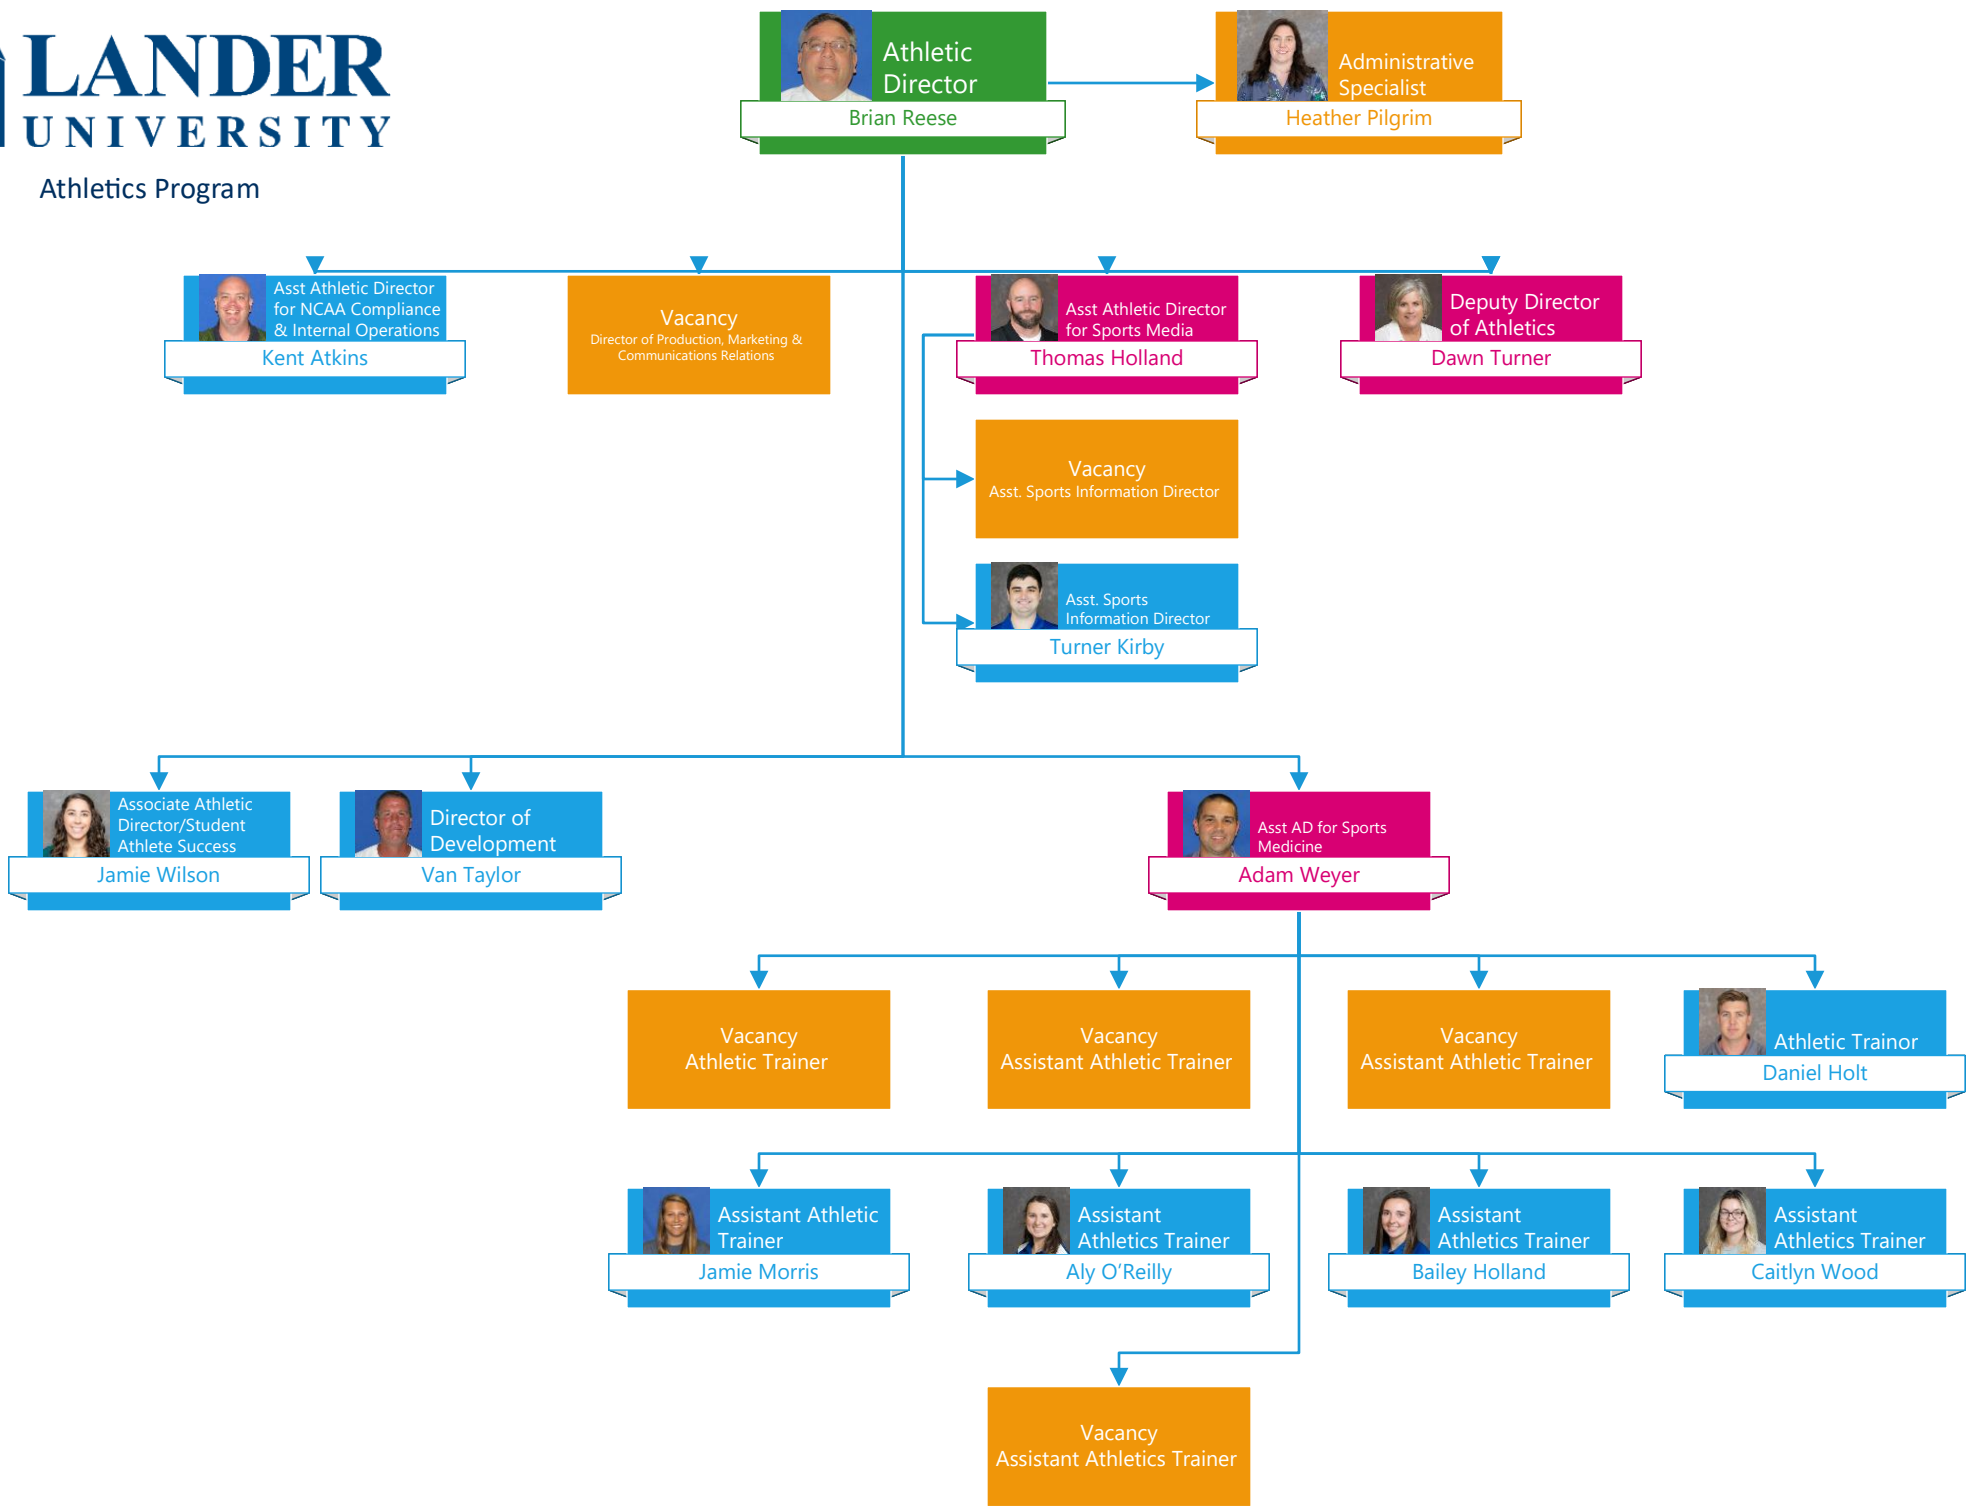 LANDER
UNIVERSITY
Athletics Program
Athletic
Director
Brian Reese
Administrative
Specialist
Heather Pilgrim
Asst Athletic Director
for NCAA Compliance
& Internal Operations
Kent Atkins
Vacancy
Director of Production, Marketing &
Communications Relations
Asst Athletic Director
for Sports Media
Thomas Holland
Deputy Director
of Athletics
Dawn Turner
Vacancy
Asst. Sports Information Director
Asst. Sports
Information Director
Turner Kirby
Associate Athletic
Director/Student
Athlete Success
Jamie Wilson
Director of
Development
Van Taylor
Asst AD for Sports
Medicine
Adam Weyer
Vacancy
Athletic Trainer
Vacancy
Assistant Athletic Trainer
Vacancy
Assistant Athletic Trainer
Athletic Trainor
Daniel Holt
Assistant Athletic
Trainer
Jamie Morris
Assistant
Athletics Trainer
Aly O’Reilly
Assistant
Athletics Trainer
Bailey Holland
Assistant
Athletics Trainer
Caitlyn Wood
Vacancy
Assistant Athletics Trainer